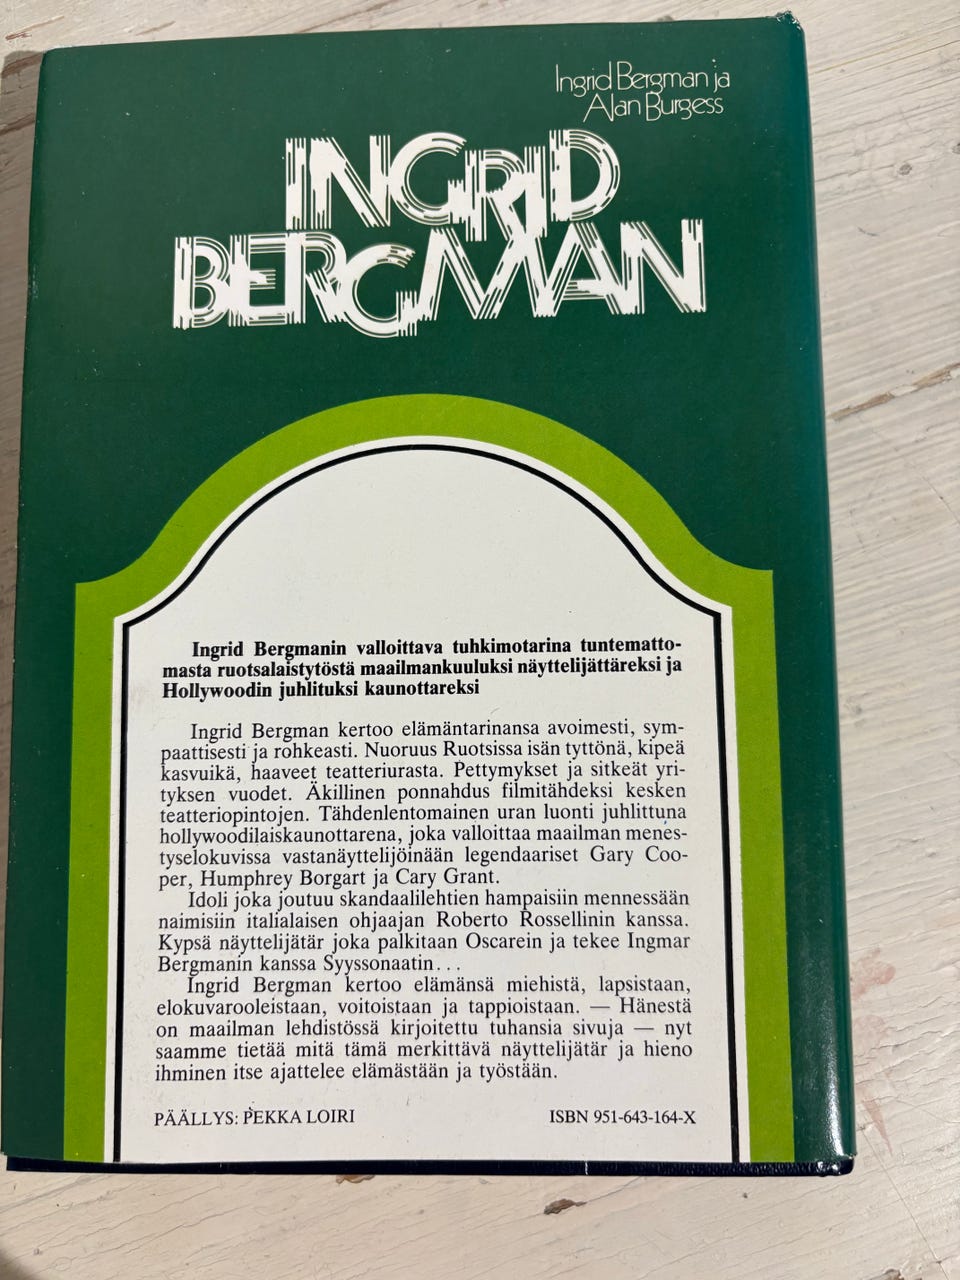 Ingrid Bergman ja
Alan Burgess
INGRID
BERGMAN
Ingrid Bergmanin valloittava tuhkimotarina tuntematto-
masta ruotsalaistytöstä maailmankuuluksi näyttelijättäreksi ja
Hollywoodin juhlituksi kaunottareksi
Ingrid Bergman kertoo elämäntarinansa avoimesti, sym-
paattisesti ja rohkeasti. Nuoruus Ruotsissa isän tyttönä, kipeä
kasvuikä, haaveet teatteriurasta. Pettymykset ja sitkeät yri-
tyksen vuodet. Äkillinen ponnahdus filmitähdeksi kesken
teatteriopintojen. Tähdenlentomainen uran luonti juhlittuna
hollywoodilaiskaunottarena, joka valloittaa maailman menes-
tyselokuvissa vastanäyttelijöinään legendaariset Gary Coo-
per, Humphrey Borgart ja Cary Grant.
Idoli joka joutuu skandaalilehtien hampaisiin mennessään
naimisiin italialaisen ohjaajan Roberto Rossellinin kanssa.
Kypsä näyttelijätär joka palkitaan Oscarein ja tekee Ingmar
Bergmanin kanssa Syyssonaatin...
Ingrid Bergman kertoo elämänsä miehistä, lapsistaan,
elokuvarooleistaan, voitoistaan ja tappioistaan. — Hänestä
on maailman lehdistössä kirjoitettu tuhansia sivuja — nyt
saamme tietää mitä tämä merkittävä näyttelijätär ja hieno
ihminen itse ajattelee elämästään ja työstään.
PÄÄLLYS: PEKKA LOIRI
ISBN 951-643-164-X